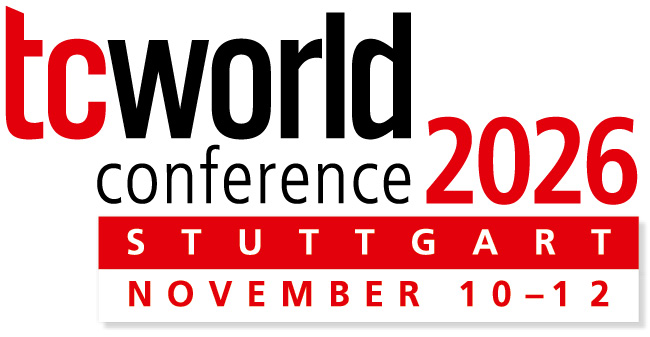 tcworld
conference 2026
STUTTGART
NOVEMBER 10–12